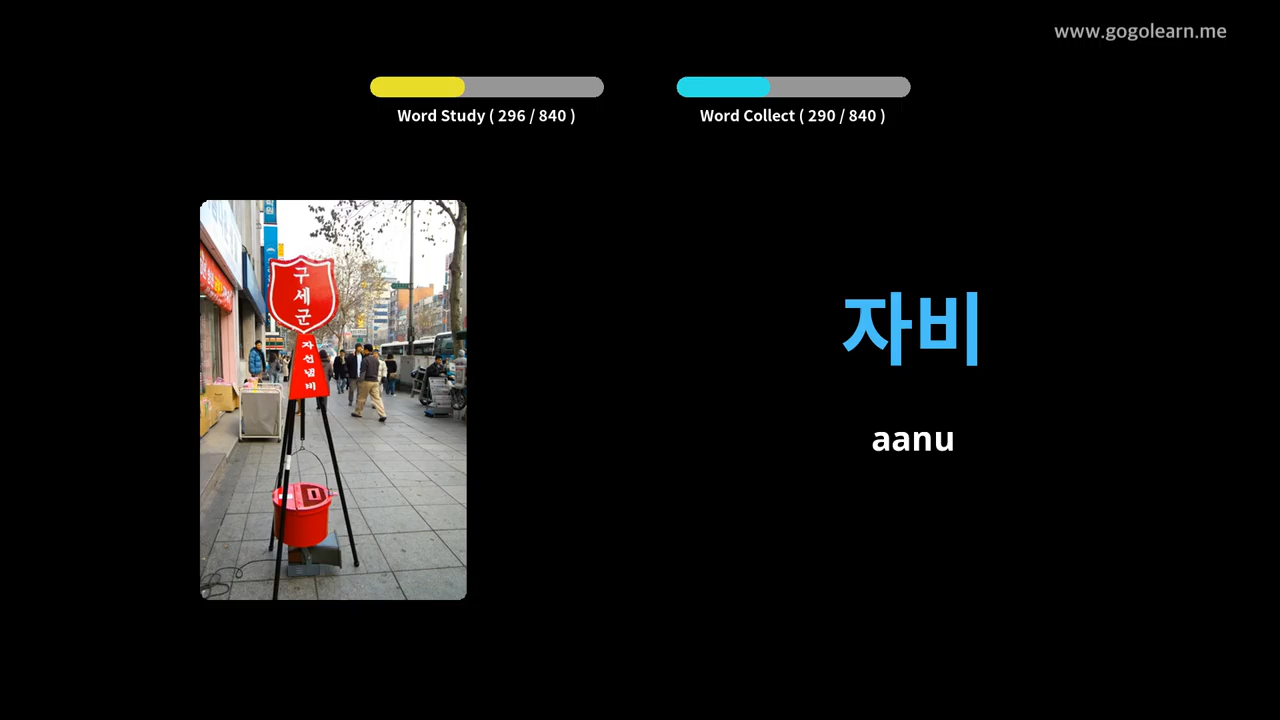 www.gogolearn.me
Word Study ( 296 / 840 )
Word Collect ( 290 / 840 )
구
세
군
자
선
냄
비
자비
aanu